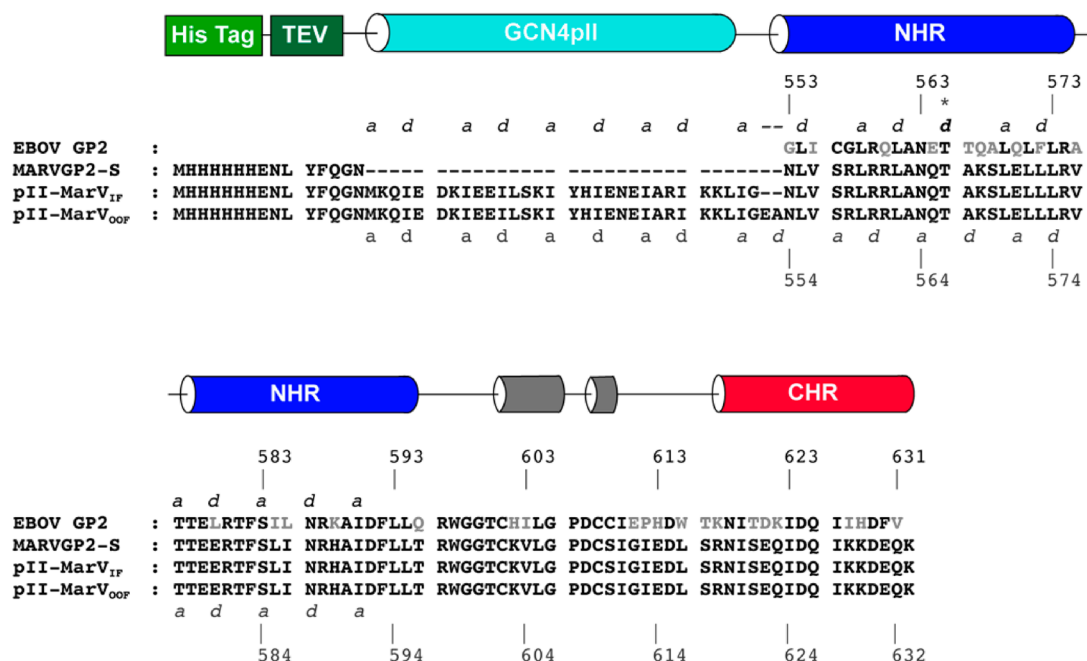 His Tag TEV GCN4pII NHR
553 563 573
*
a d a d a d a d a -- d a d d a d
EBOV GP2 : GLI CGLRQLANET TQALQLFLRA
MARVGP2-S : MHHHHHHENL YFQGN------------------------------------NLV SRLRRLANQT AKSLELLLRV
pII-MarVIF : MHHHHHHENL YFQGNMKQIE DKIEEILSKI YHIENEIARI KKLIG--NLV SRLRRLANQT AKSLELLLRV
pII-MarVOOF : MHHHHHHENL YFQGNMKQIE DKIEEILSKI YHIENEIARI KKLIGEANLV SRLRRLANQT AKSLELLLRV
a d a d a d a d a d a d a d a d
554 564 574
NHR CHR
583 593 603 613 623 631
a d a d a
EBOV GP2 : TTELRTFSIL NRKAIDFLLQ RWGGTCHILG PDCCIEPHDW TKNITDKIDQ IIHDFV
MARVGP2-S : TTEERTFSLI NRHAIDFLLT RWGGTCKVLG PDCSIGIEDL SRNISEQIDQ IKKDEQK
pII-MarVIF : TTEERTFSLI NRHAIDFLLT RWGGTCKVLG PDCSIGIEDL SRNISEQIDQ IKKDEQK
pII-MarVOOF : TTEERTFSLI NRHAIDFLLT RWGGTCKVLG PDCSIGIEDL SRNISEQIDQ IKKDEQK
a d a d a
584 594 604 614 624 632